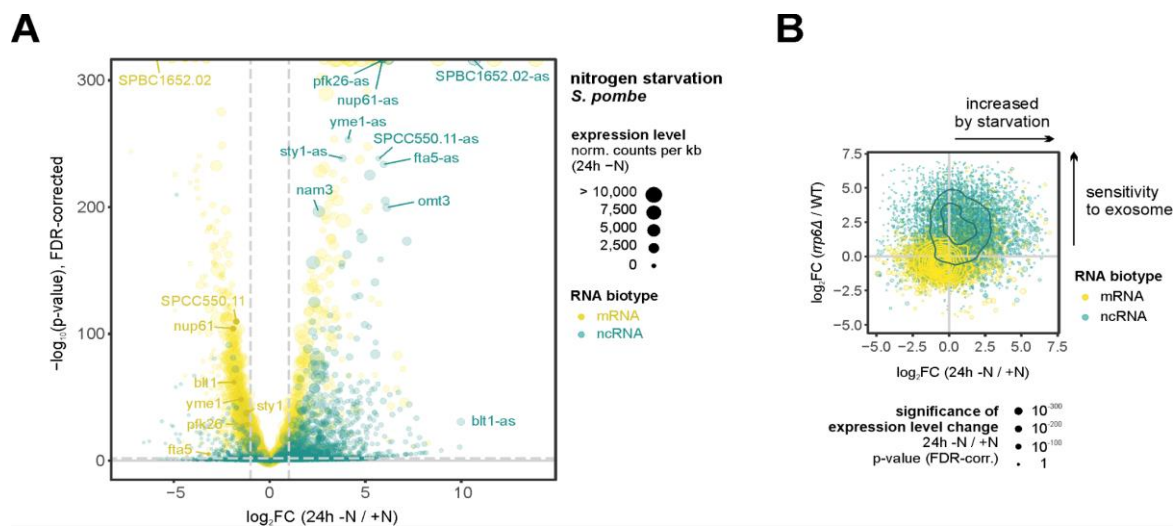 A
−log₁₀(p-value), FDR-corrected
300
200
100
0
SPBC1652.02
pfk26-as
nup61-as
SPBC1652.02-as
yme1-as
SPCC550.11-as
sty1-as
fta5-as
nam3
omt3
SPCC550.11
nup61
blt1
yme1
sty1
pfk26
fta5
blt1-as
−5
0
5
10
log₂FC (24h -N / +N)
nitrogen starvation
S. pombe
expression level
norm. counts per kb
(24h −N)
> 10,000
7,500
5,000
2,500
0
RNA biotype
mRNA
ncRNA
B
increased
by starvation
sensitivity
to exosome
log₂FC (rrp6Δ / WT)
7.5
5.0
2.5
0.0
−2.5
−5.0
−5.0
−2.5
0.0
2.5
5.0
7.5
log₂FC (24h -N / +N)
RNA biotype
mRNA
ncRNA
significance of
expression level change
24h -N / +N
p-value (FDR-corr.)
10⁻³⁰⁰
10⁻²⁰⁰
10⁻¹⁰⁰
1